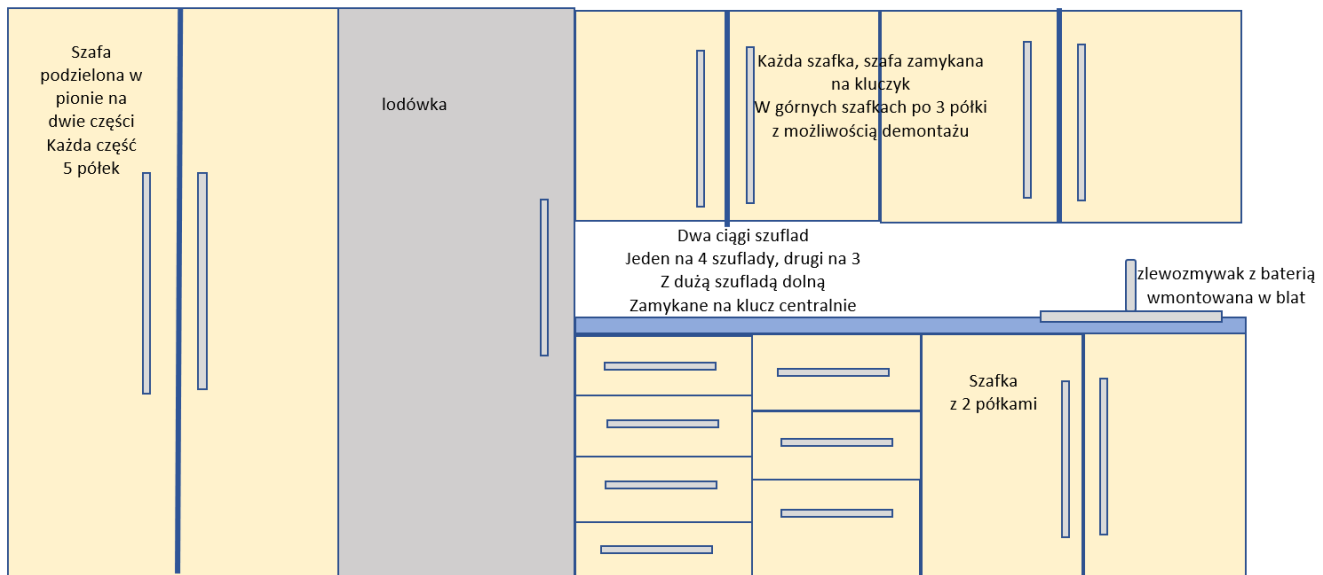 Szafa
podzielona w
pionie na
dwie części
Każda część
5 półek
lodówka
Każda szafka, szafa zamykana
na kluczyk
W górnych szafkach po 3 półki
z możliwością demontażu
Dwa ciągi szuflad
Jeden na 4 szuflady, drugi na 3
Z dużą szufladą dolną
Zamykane na klucz centralnie
zlewozmywak z baterią
wmontowana w blat
Szafka
z 2 półkami